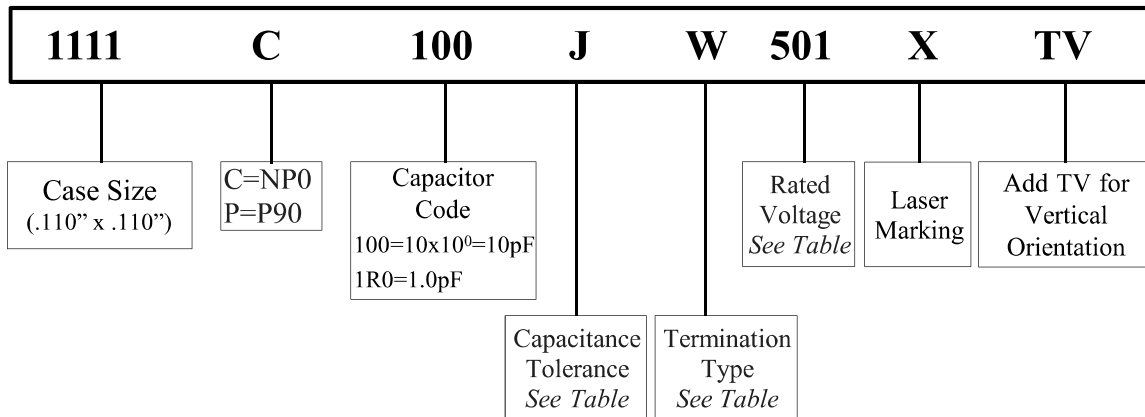 1111 C 100 J W 501 X TV
Case Size
(.110” x .110”)
C=NP0
P=P90
Capacitor
Code
100=10x10⁰=10pF
1R0=1.0pF
Capacitance
Tolerance
See Table
Termination
Type
See Table
Rated
Voltage
See Table
Laser
Marking
Add TV for
Vertical
Orientation